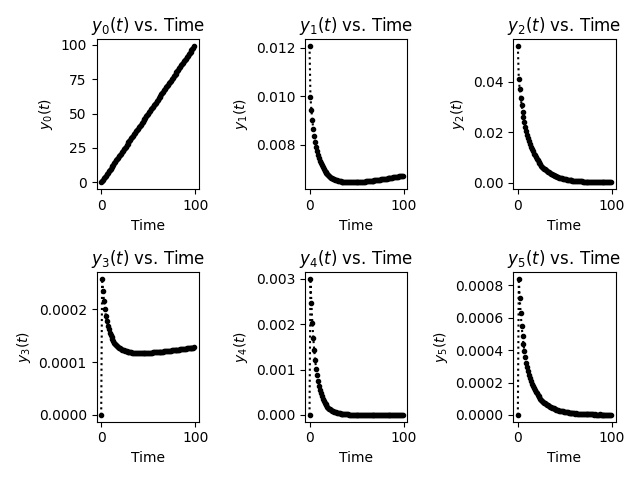 y₀(t) vs. Time
y₁(t) vs. Time
y₂(t) vs. Time
100
75
50
25
0
y₀(t)
0 100
Time
0.012
0.010
0.008
y₁(t)
0 100
Time
0.04
0.02
0.00
y₂(t)
0 100
Time
y₃(t) vs. Time
y₄(t) vs. Time
y₅(t) vs. Time
0.0002
0.0001
0.0000
y₃(t)
0 100
Time
0.003
0.002
0.001
0.000
y₄(t)
0 100
Time
0.0008
0.0006
0.0004
0.0002
0.0000
y₅(t)
0 100
Time